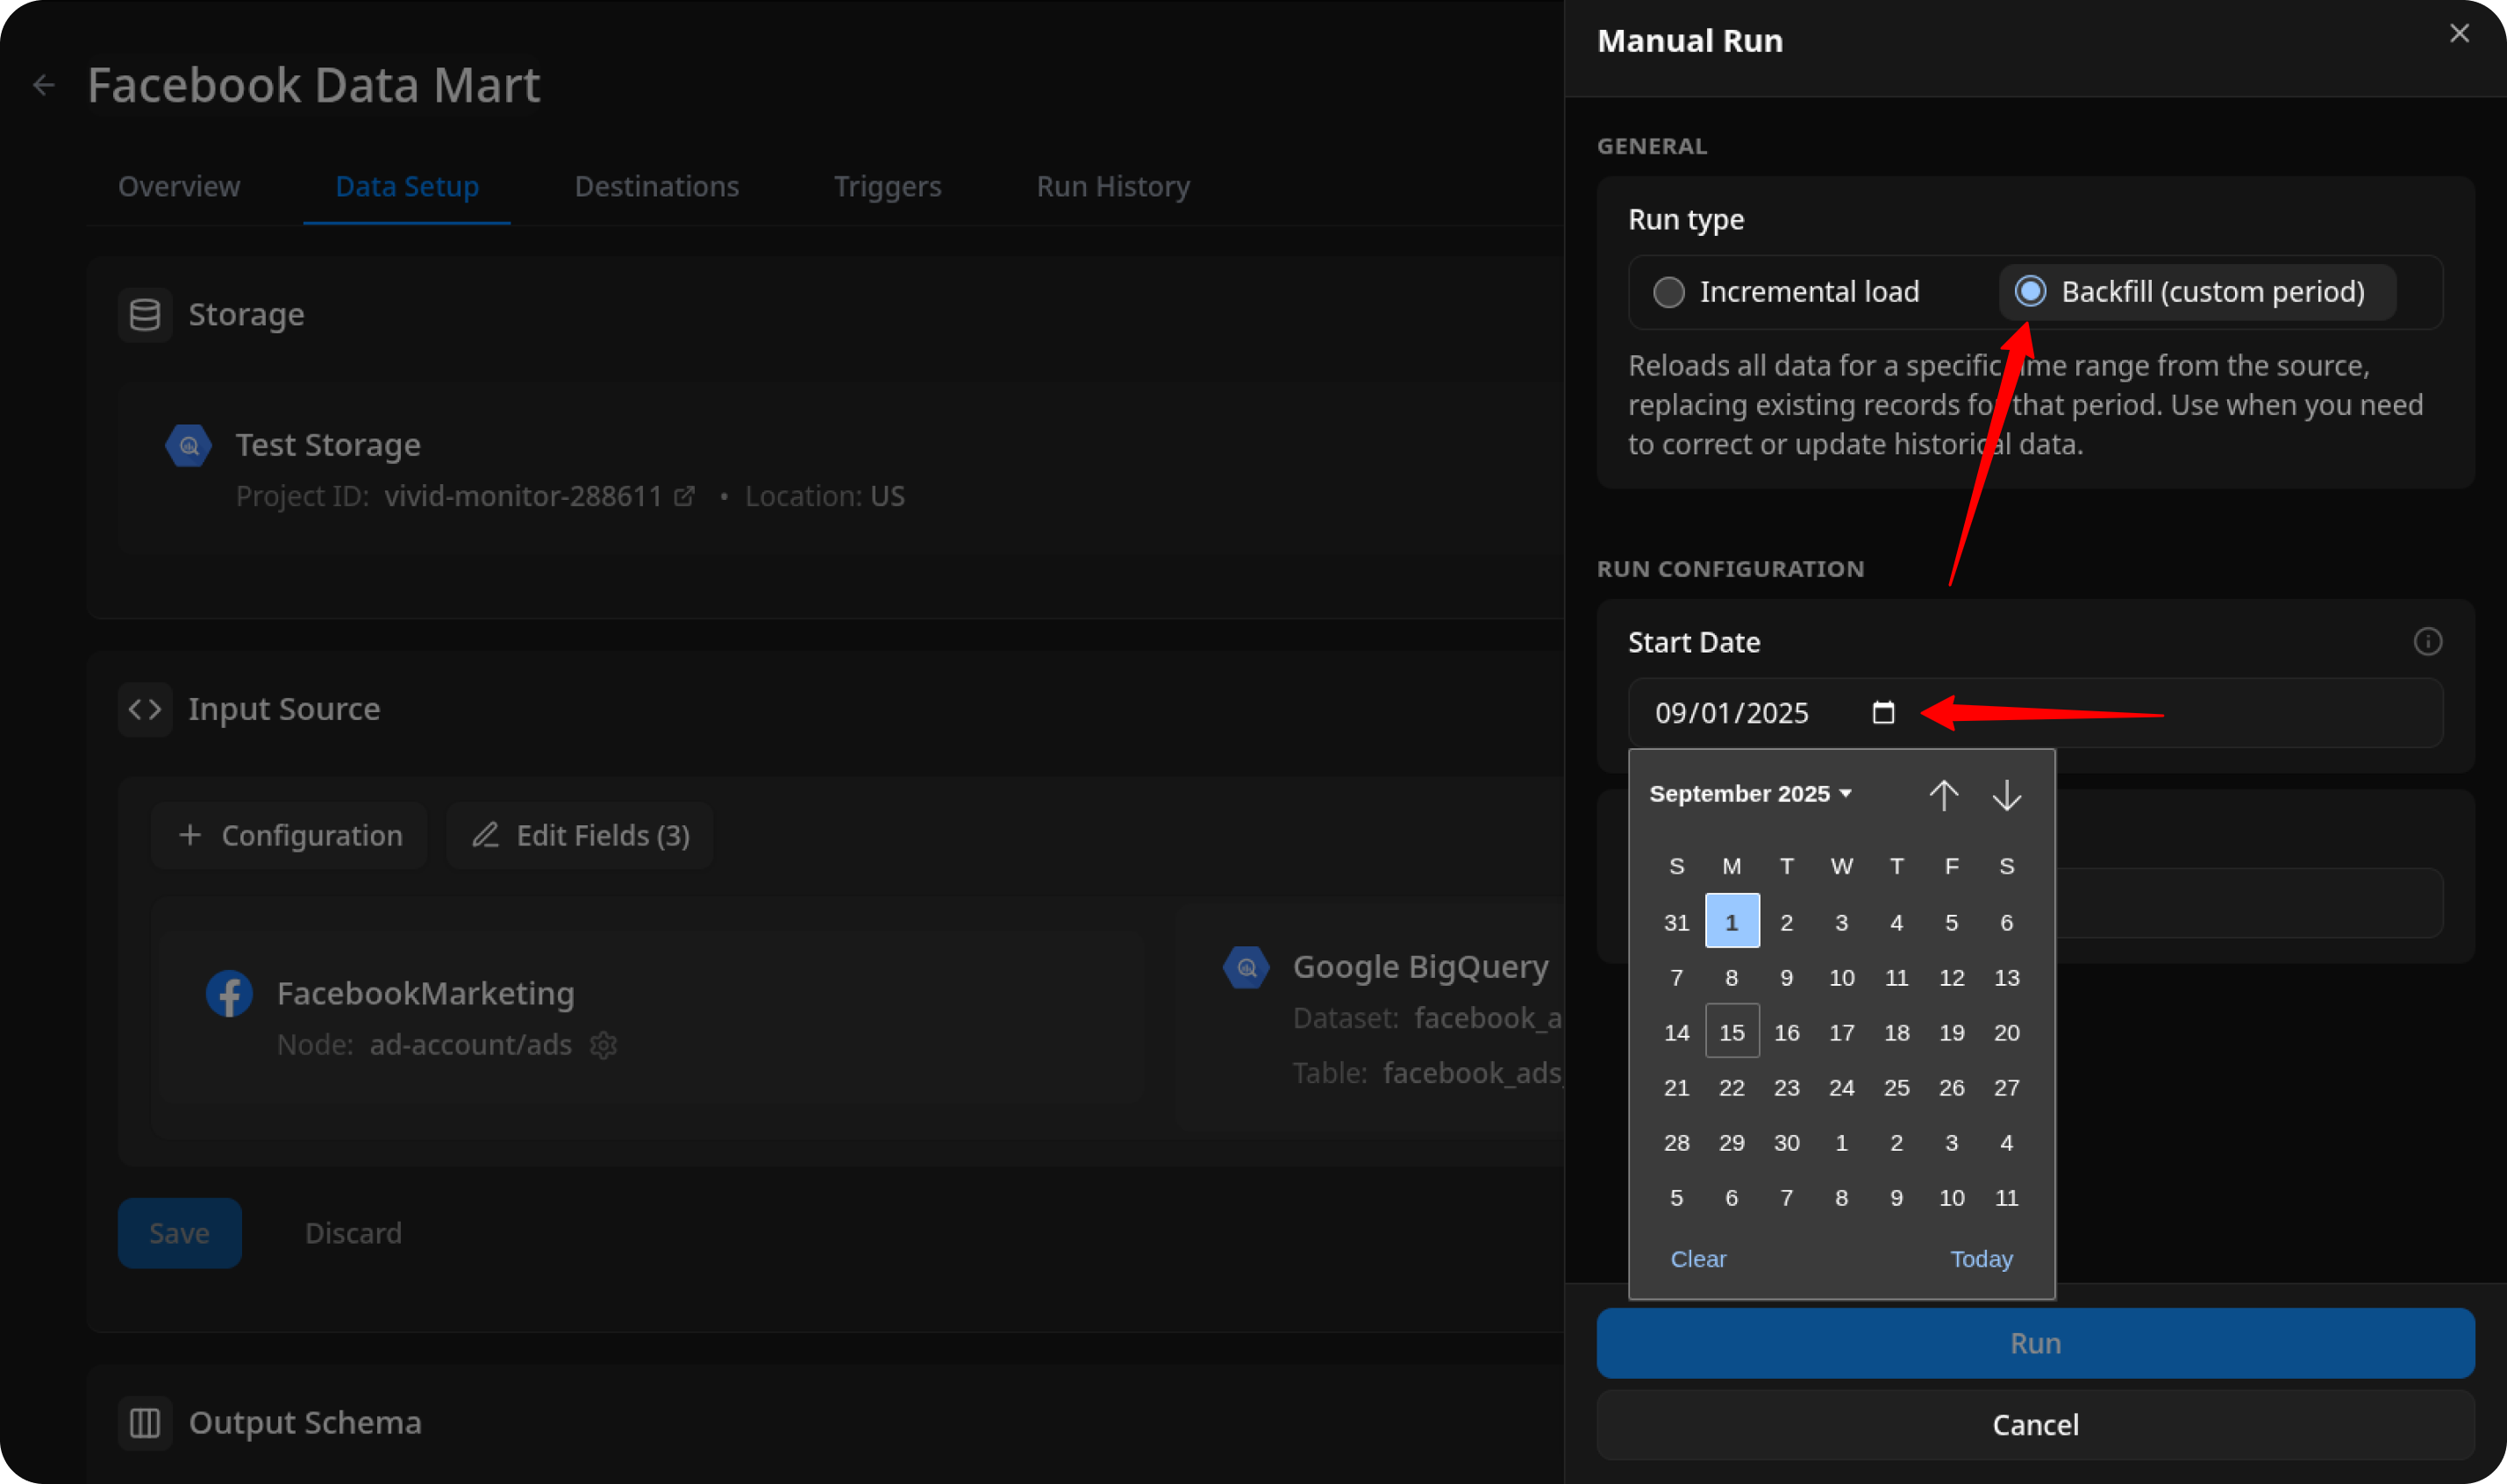 Facebook Data Mart
Overview
Data Setup
Destinations
Triggers
Run History
Storage
Test Storage
Project ID: vivid-monitor-288611 • Location: US
Input Source
Configuration
Edit Fields (3)
FacebookMarketing
Node: ad-account/ads
Google BigQuery
Dataset: facebook_a
Table: facebook_ads_
Save
Discard
Output Schema
Manual Run
GENERAL
Run type
Incremental load
Backfill (custom period)
Reloads all data for a specific time range from the source,
replacing existing records for that period. Use when you need
to correct or update historical data.
RUN CONFIGURATION
Start Date
09/01/2025
September 2025
S M T W T F S
31 1 2 3 4 5 6
7 8 9 10 11 12 13
14 15 16 17 18 19 20
21 22 23 24 25 26 27
28 29 30 1 2 3 4
5 6 7 8 9 10 11
Clear
Today
Run
Cancel